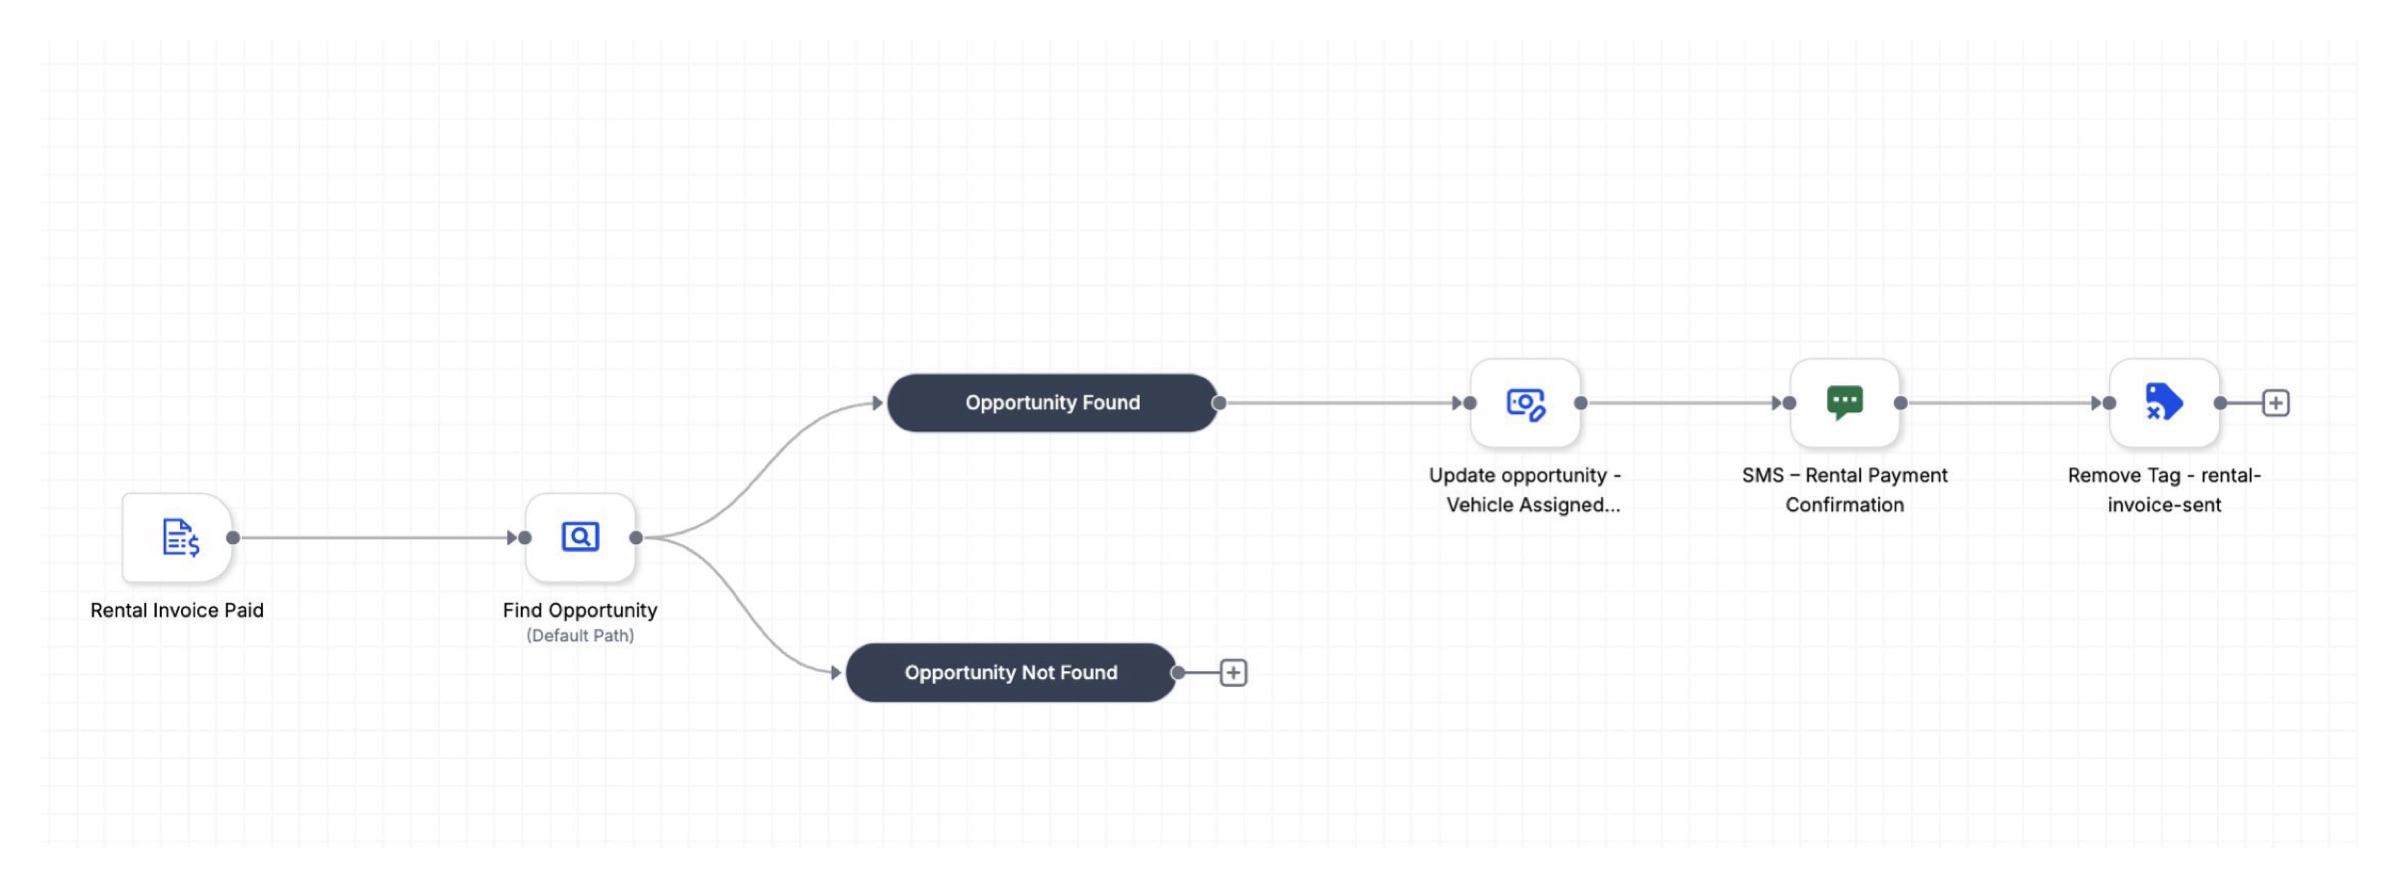 Opportunity Found
Update opportunity -
Vehicle Assigned...
SMS – Rental Payment
Confirmation
Remove Tag - rental-
invoice-sent
Rental Invoice Paid
Find Opportunity
(Default Path)
Opportunity Not Found